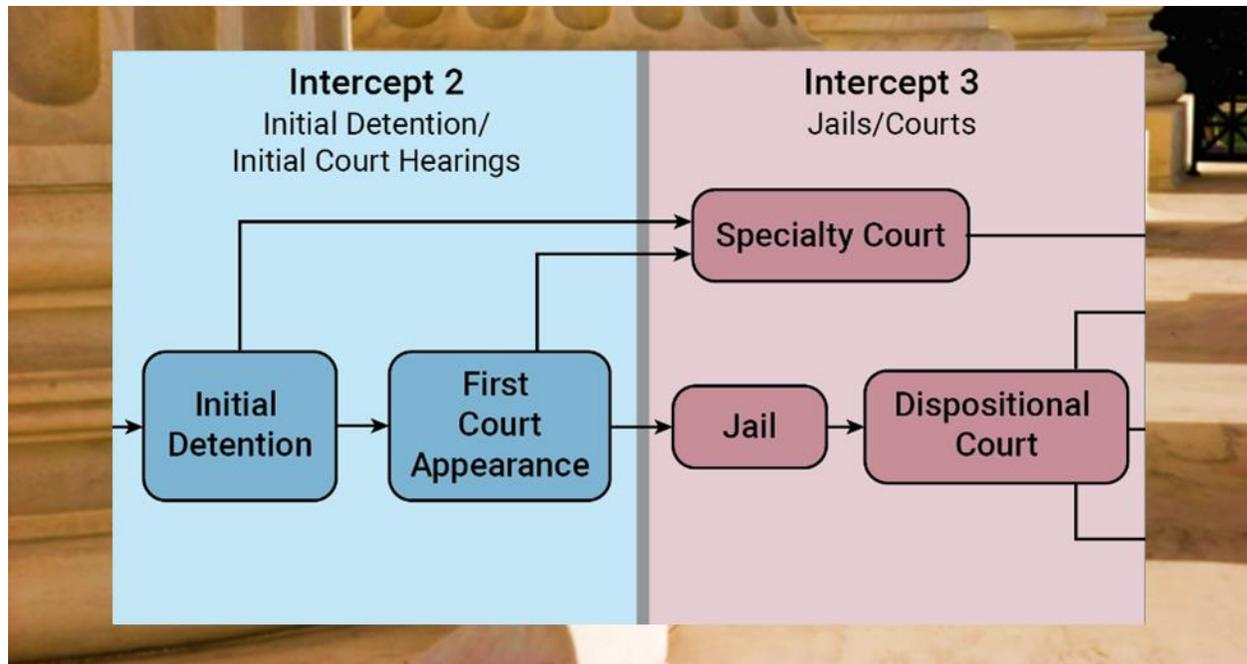 Intercept 2
Initial Detention/
Initial Court Hearings
Intercept 3
Jails/Courts
Specialty Court
Initial
Detention
First
Court
Appearance
Jail
Dispositional
Court